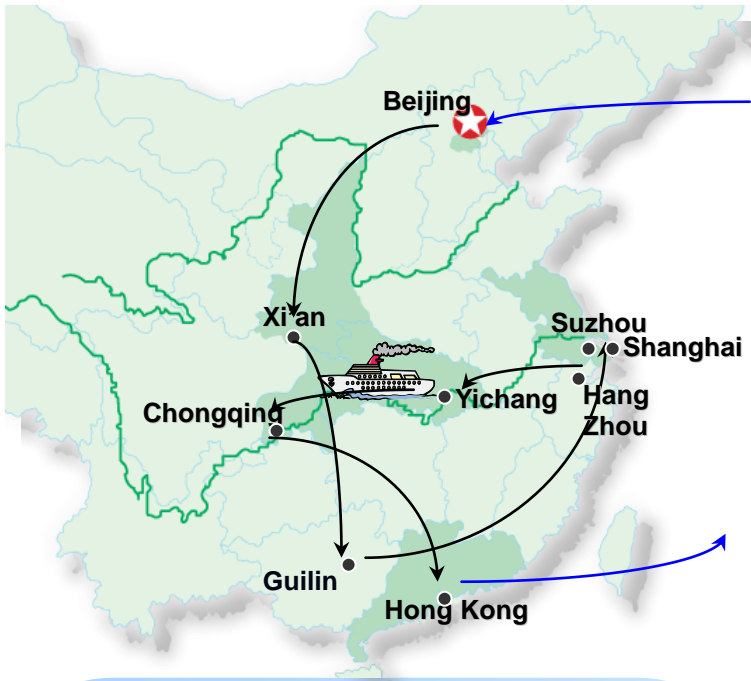 Beijing
Xi'an
Suzhou
Shanghai
Hang
Zhou
Yichang
Chongqing
Guilin
Hong Kong